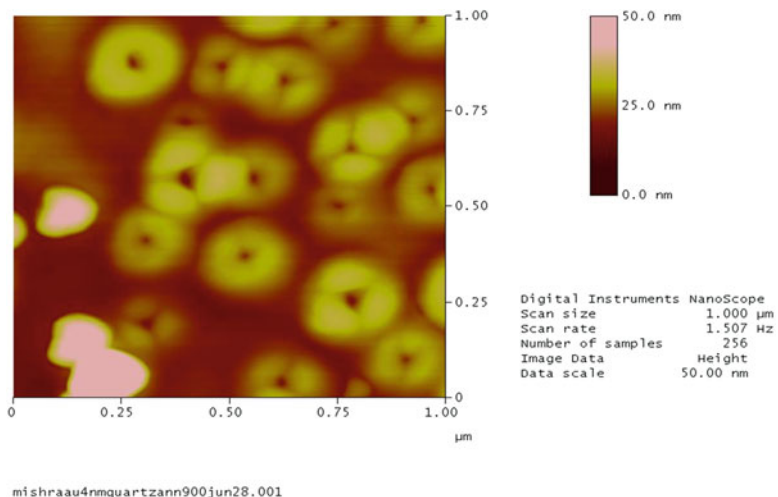 50.0 nm
25.0 nm
0.0 nm
1.00
0.75
0.50
0.25
0
0 0.25 0.50 0.75 1.00
µm
Digital Instruments NanoScope
Scan size 1.000 µm
Scan rate 1.507 Hz
Number of samples 256
Image Data Height
Data scale 50.00 nm
mishraau4nmquartzann900jun28.001